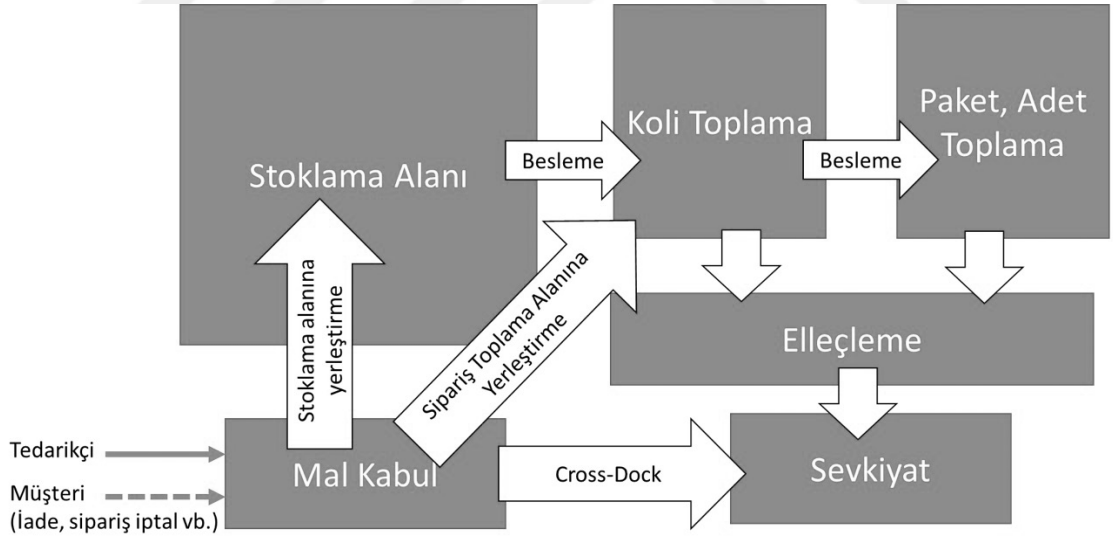 Stoklama Alanı
Besleme
Koli Toplama
Besleme
Paket, Adet
Toplama
Stoklama alanına
yerleştirme
Sipariş Toplama Alanına
Yerleştirme
Elleçleme
Tedarikçi
Müşteri
(İade, sipariş iptal vb.)
Mal Kabul
Cross-Dock
Sevkiyat